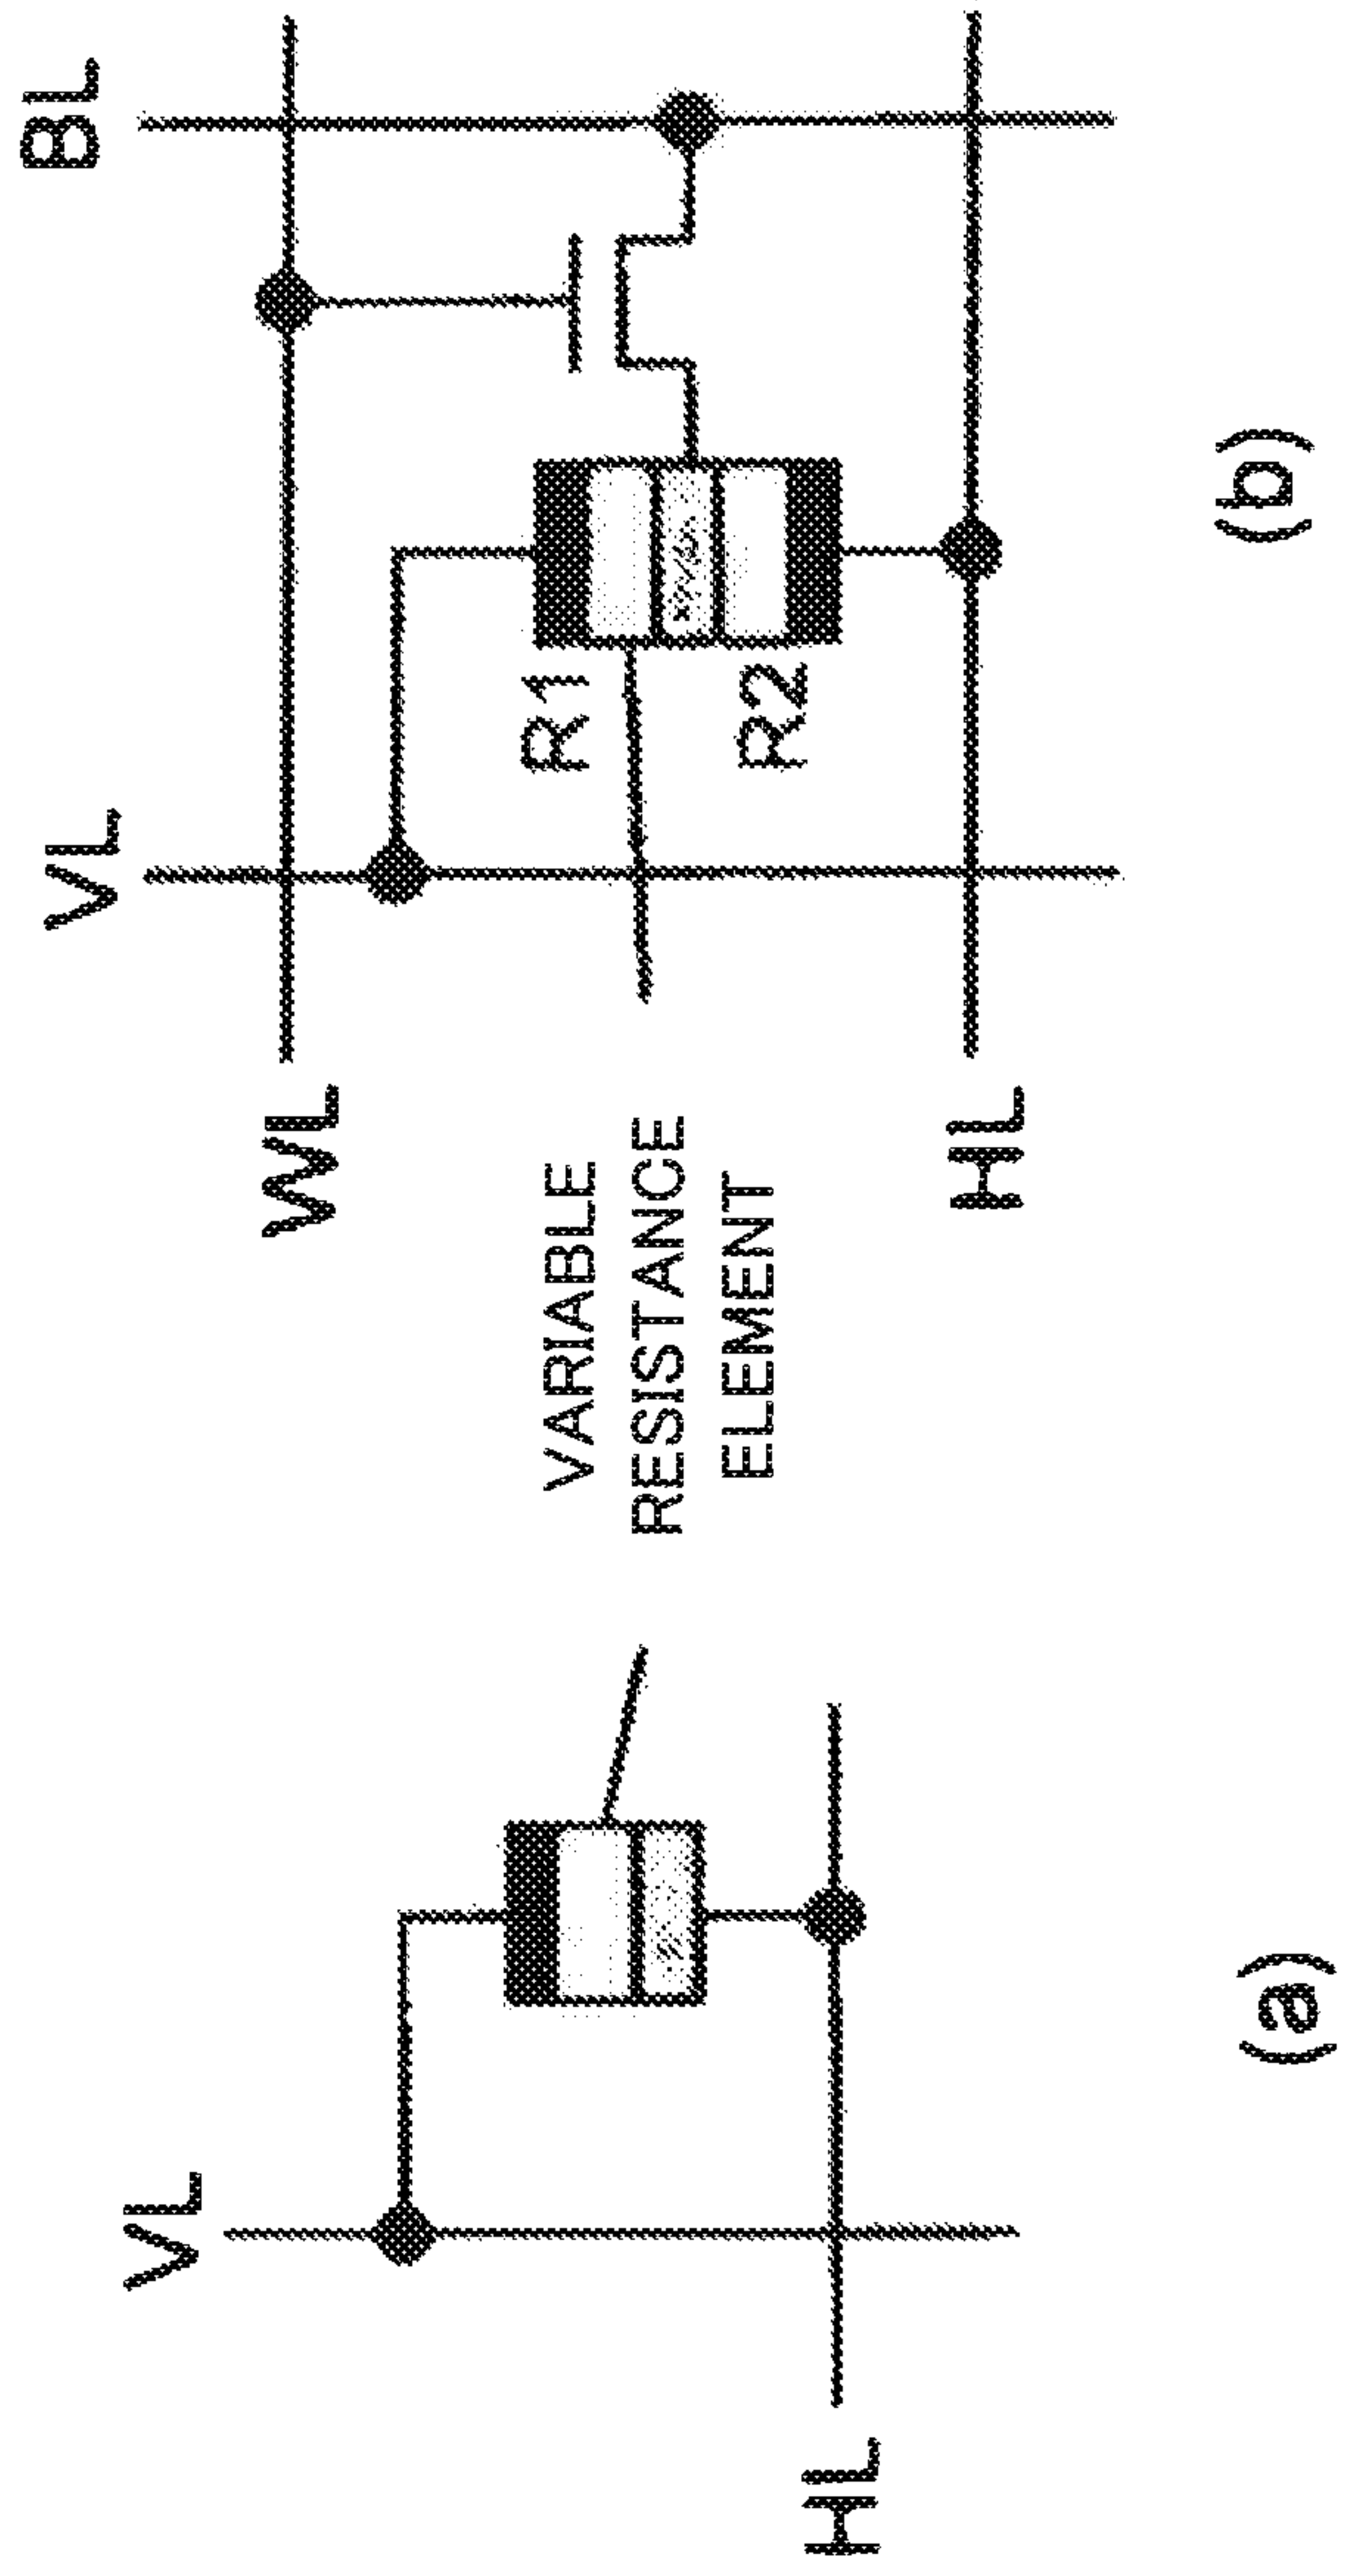 VL
HL
(a)
VARIABLE
RESISTANCE
ELEMENT
VL
BL
WL
R1
R2
HL
(b)